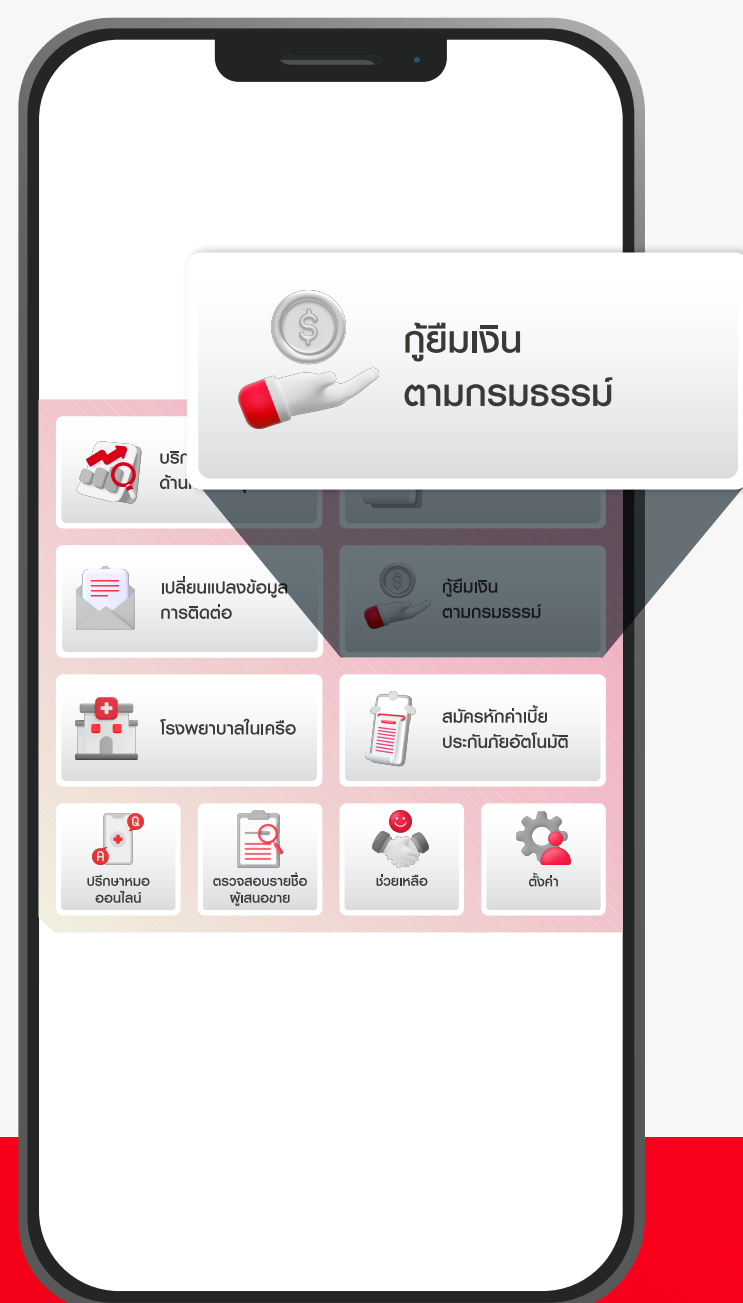 กู้ยืมเงิน
ตามกรมธรรม์
เปลี่ยนแปลงข้อมูล
การติดต่อ
กู้ยืมเงิน
ตามกรมธรรม์
โรงพยาบาลในเครือ
สมัครหักค่าเบี้ย
ประกันภัยอัตโนมัติ
Q
A
ปรึกษาหมอ
ออนไลน์
ตรวจสอบรายชื่อ
ผู้เสนอขาย
ช่วยเหลือ
ตั้งค่า